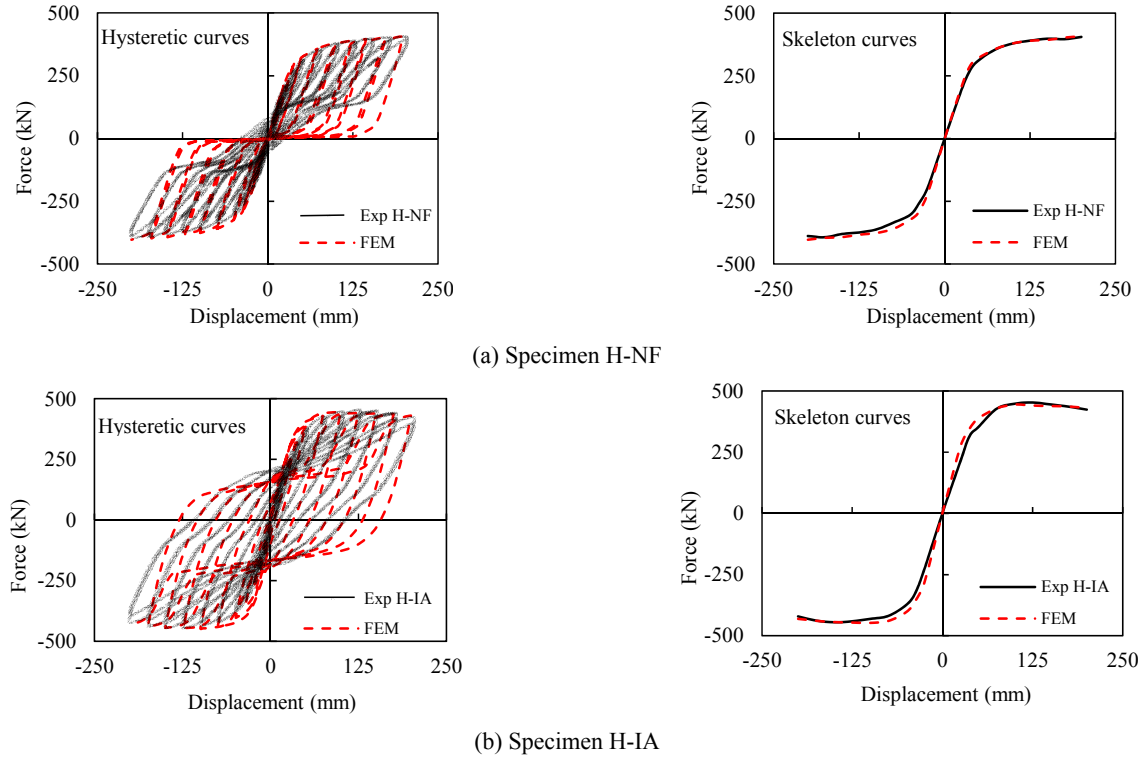 Hysteretic curves
500
250
0
-250
-500
-250
-125
0
125
250
Force (kN)
Displacement (mm)
Exp H-NF
FEM
Skeleton curves
500
250
0
-250
-500
-250
-125
0
125
250
Force (kN)
Displacement (mm)
Exp H-NF
FEM
(a) Specimen H-NF
Hysteretic curves
500
250
0
-250
-500
-250
-125
0
125
250
Force (kN)
Displacement (mm)
Exp H-IA
FEM
Skeleton curves
500
250
0
-250
-500
-250
-125
0
125
250
Force (kN)
Displacement (mm)
Exp H-IA
FEM
(b) Specimen H-IA